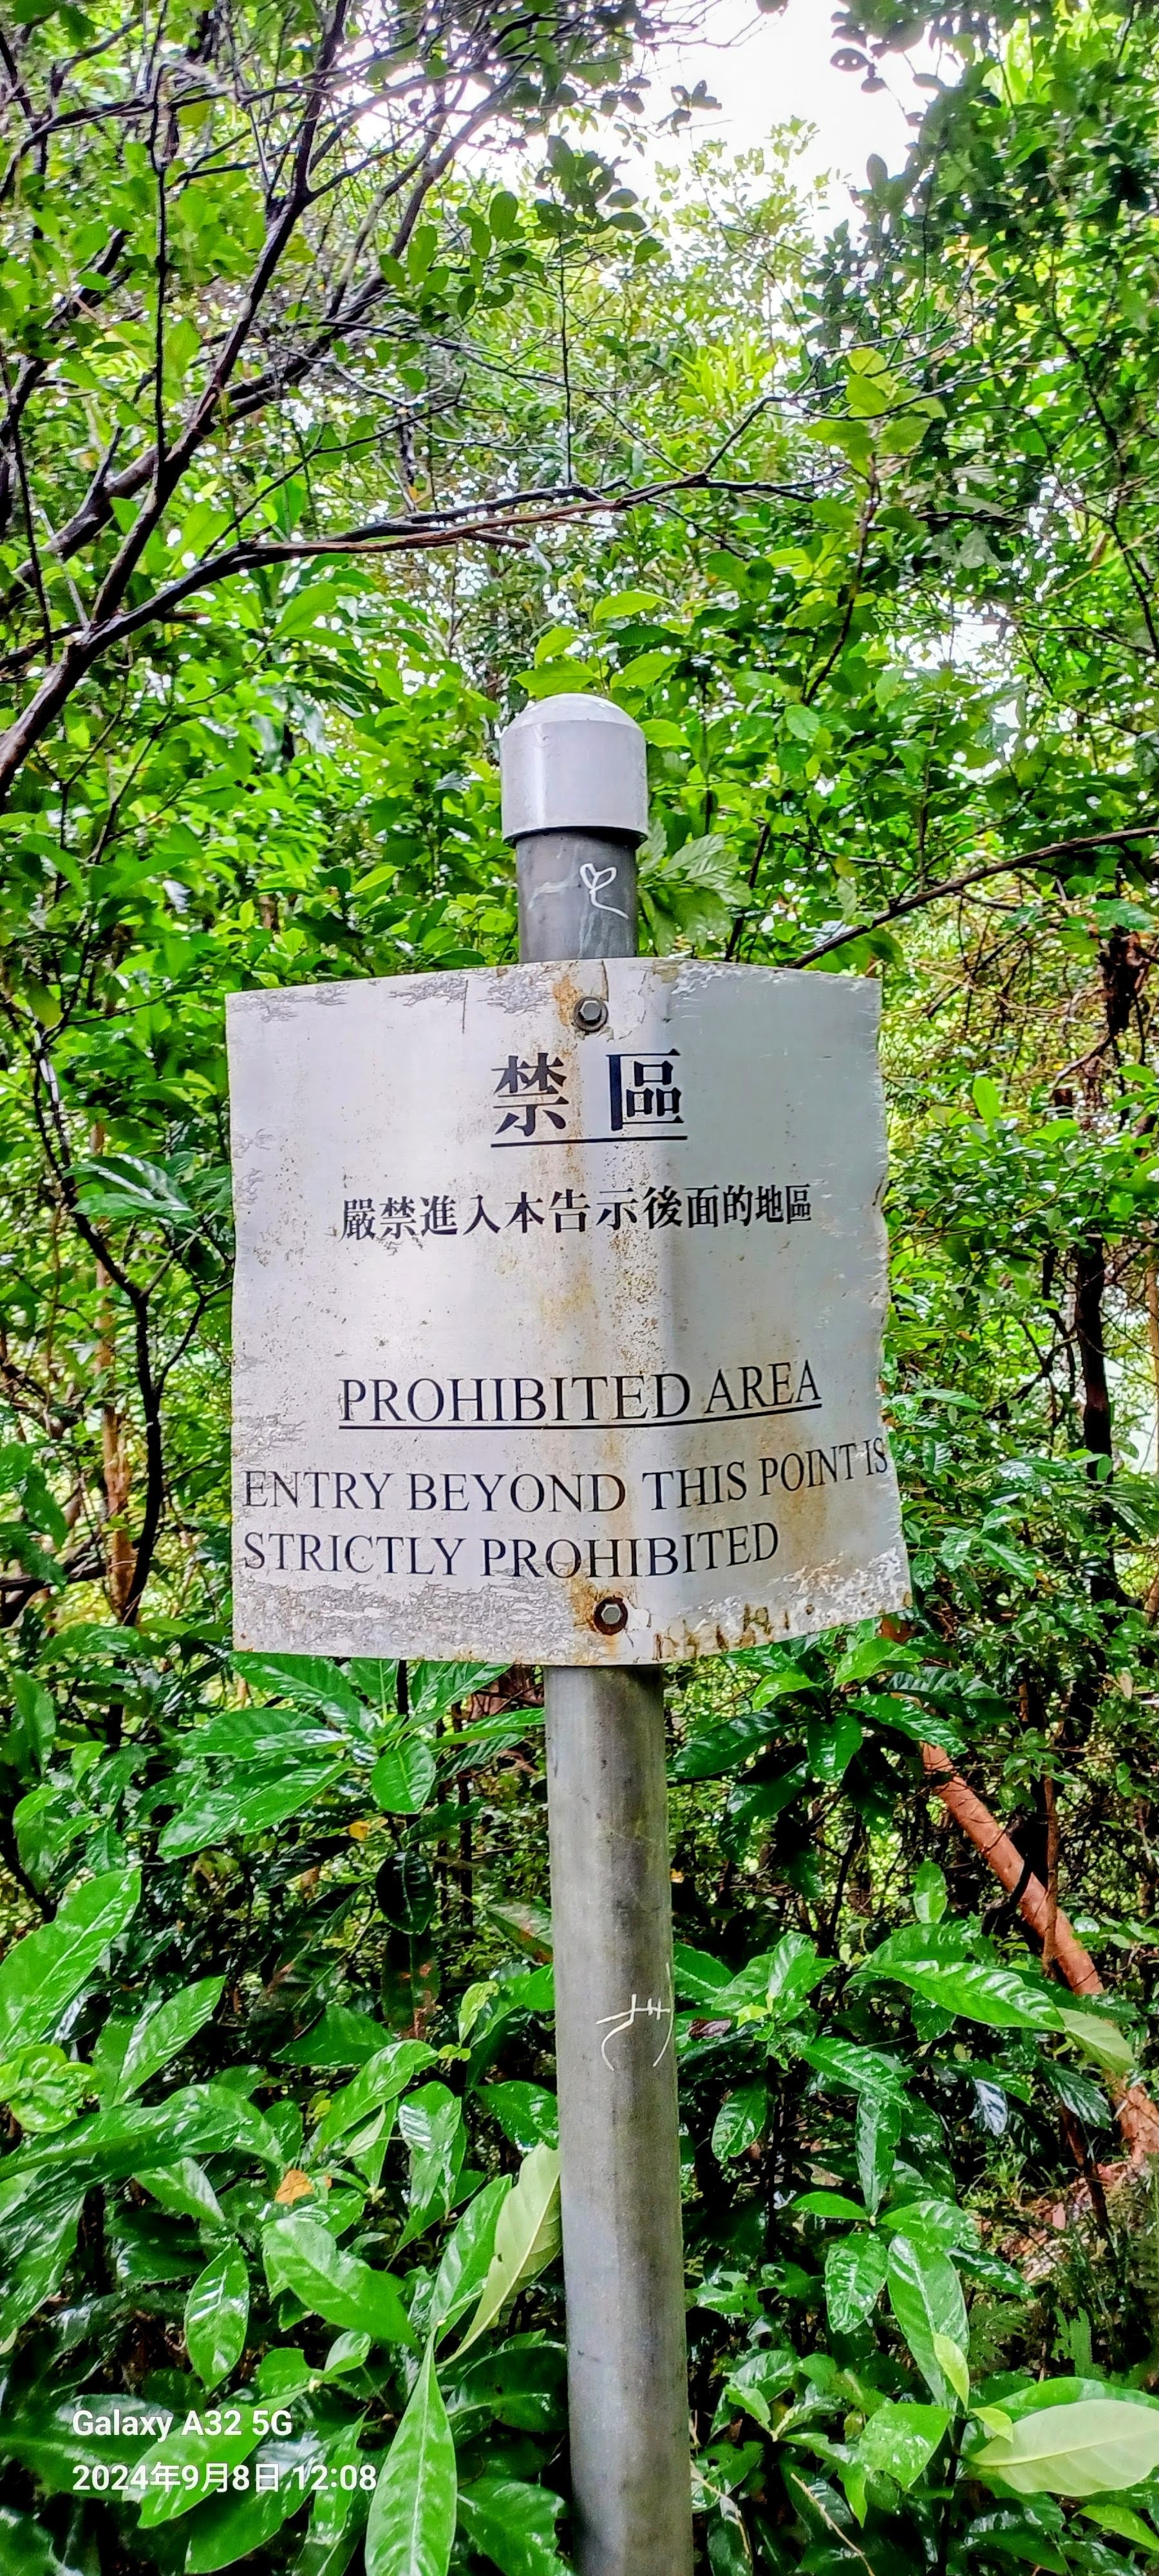 禁區
嚴禁進入本告示後面的地區
PROHIBITED AREA
ENTRY BEYOND THIS POINT IS
STRICTLY PROHIBITED
Galaxy A32 5G
2024年9月8日 12:08